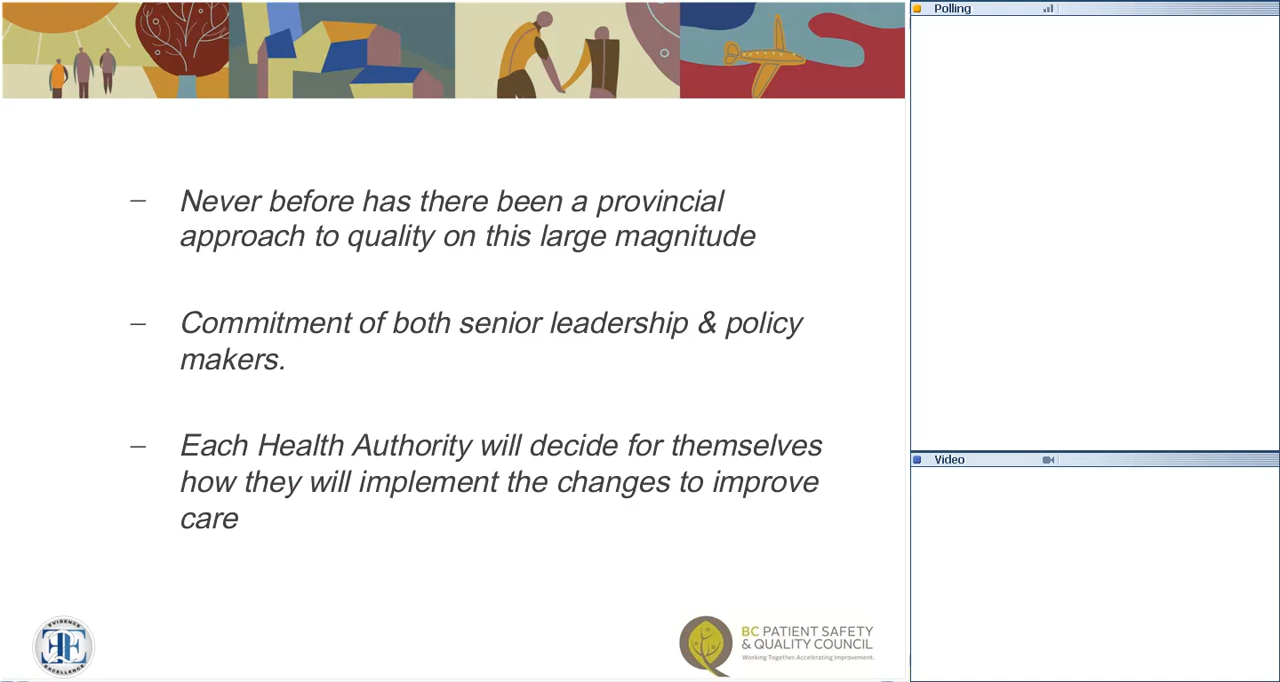 Polling
– Never before has there been a provincial
approach to quality on this large magnitude
– Commitment of both senior leadership & policy
makers.
– Each Health Authority will decide for themselves
how they will implement the changes to improve
care
Video
EVIDENCE
EXCELLENCE
BC PATIENT SAFETY
& QUALITY COUNCIL
Working Together. Accelerating Improvement.